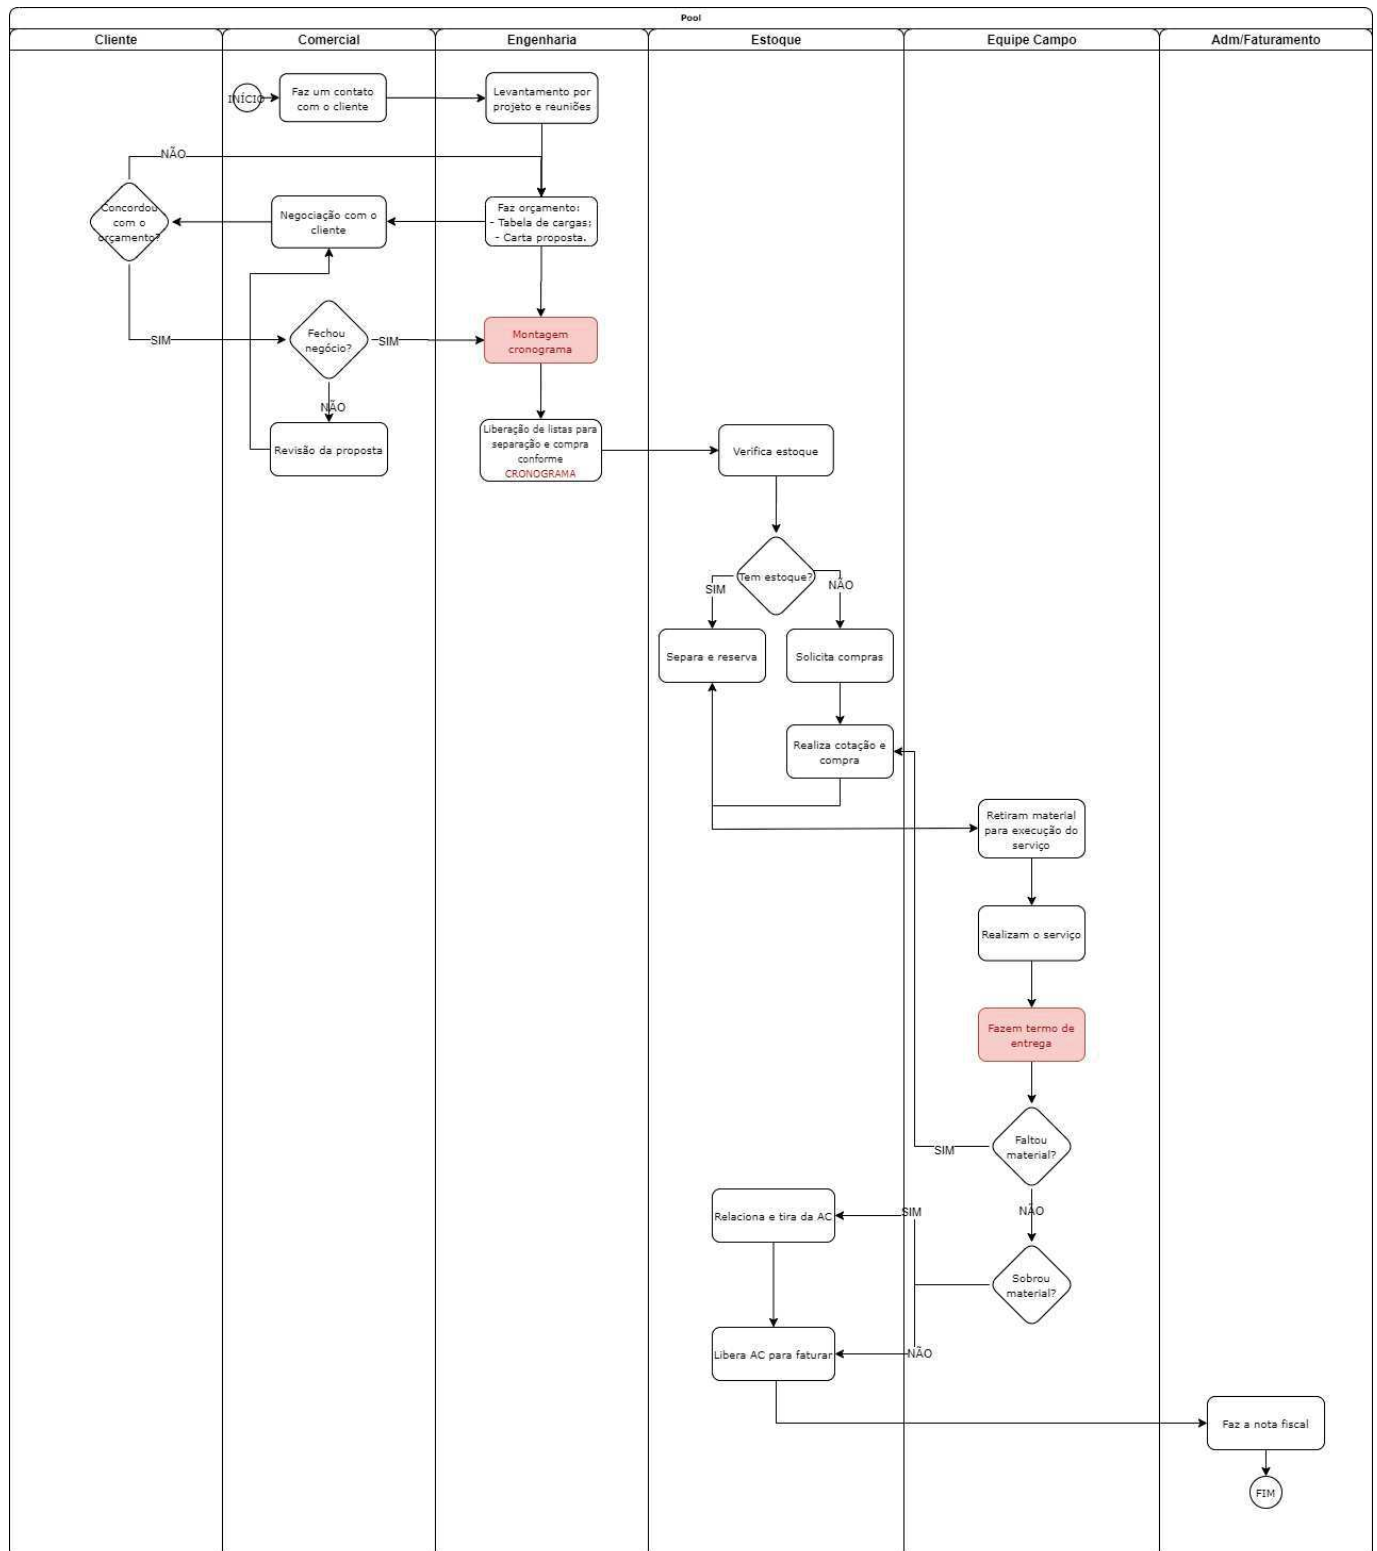 Pool
Cliente
Comercial
Engenharia
Estoque
Equipe Campo
Adm/Faturamento
INÍCIO
Faz um contato
com o cliente
Levantamento por
projeto e reuniões
NÃO
Concordou
com o
orçamento?
Negociação com o
cliente
Faz orçamento:
- Tabela de cargas;
- Carta proposta.
SIM
Fechou
negócio?
SIM
Montagem
cronograma
NÃO
Revisão da proposta
Liberação de listas para
separação e compra
conforme
CRONOGRAMA
Verifica estoque
Tem estoque?
SIM
NÃO
Separa e reserva
Solicita compras
Realiza cotação e
compra
Retiram material
para execução do
serviço
Realizam o serviço
Fazem termo de
entrega
Faltou
material?
SIM
NÃO
Relaciona e tira da AC
SIM
Sobrou
material?
Libera AC para faturar
NÃO
Faz a nota fiscal
FIM